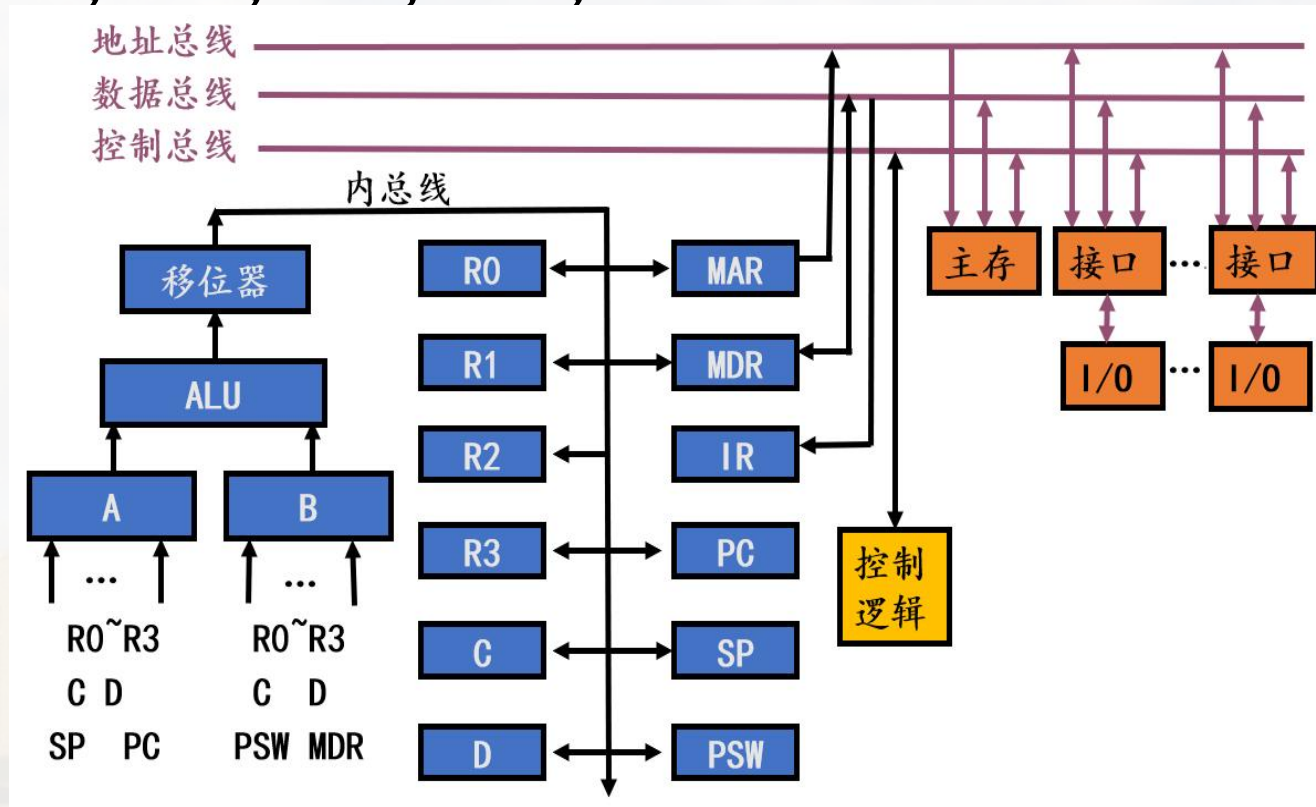 地址总线
数据总线
控制总线
内总线
移位器
R0
MAR
主存
接口
...
接口
R1
MDR
I/O
...
I/O
ALU
R2
IR
A
B
R3
PC
控制
逻辑
...
...
R0~R3
R0~R3
C
SP
C D
C D
SP PC
PSW MDR
D
PSW